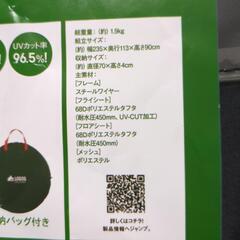 UVカット率
96.5%!
総重量：(約) 1.9kg
組立サイズ：
(約) 幅235×奥行113×高さ90cm
収納サイズ：
(約) 直径70×高さ4cm
主素材：
[フレーム]
スチールワイヤー
[フライシート]
68Dポリエステルタフタ
(耐水圧450mm、UV-CUT加工)
[フロアシート]
68Dポリエステルタフタ
(耐水圧450mm)
[メッシュ]
ポリエステル
LOGOS
内バッグ付き
詳しくはコチラ!
製品情報へジャンプ。